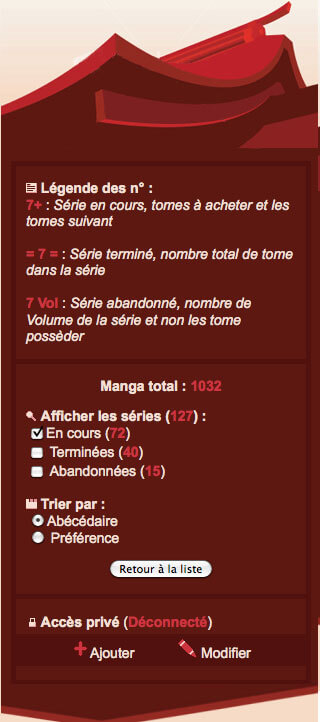 Légende des n° :
7+ : Série en cours, tomes à acheter et les
tomes suivant
= 7 = : Série terminé, nombre total de tome
dans la série
7 Vol : Série abandonné, nombre de
Volume de la série et non les tome
possèder
Manga total : 1032
Afficher les séries (127) :
En cours (72)
Terminées (40)
Abandonnées (15)
Trier par :
Abécédaire
Préférence
Retour à la liste
Accès privé (Déconnecté)
Ajouter Modifier